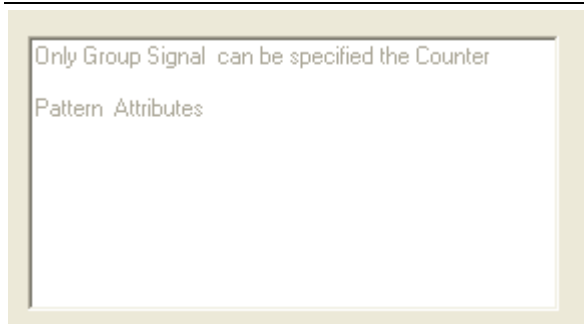 Only Group Signal can be specified the Counter
Pattern Attributes